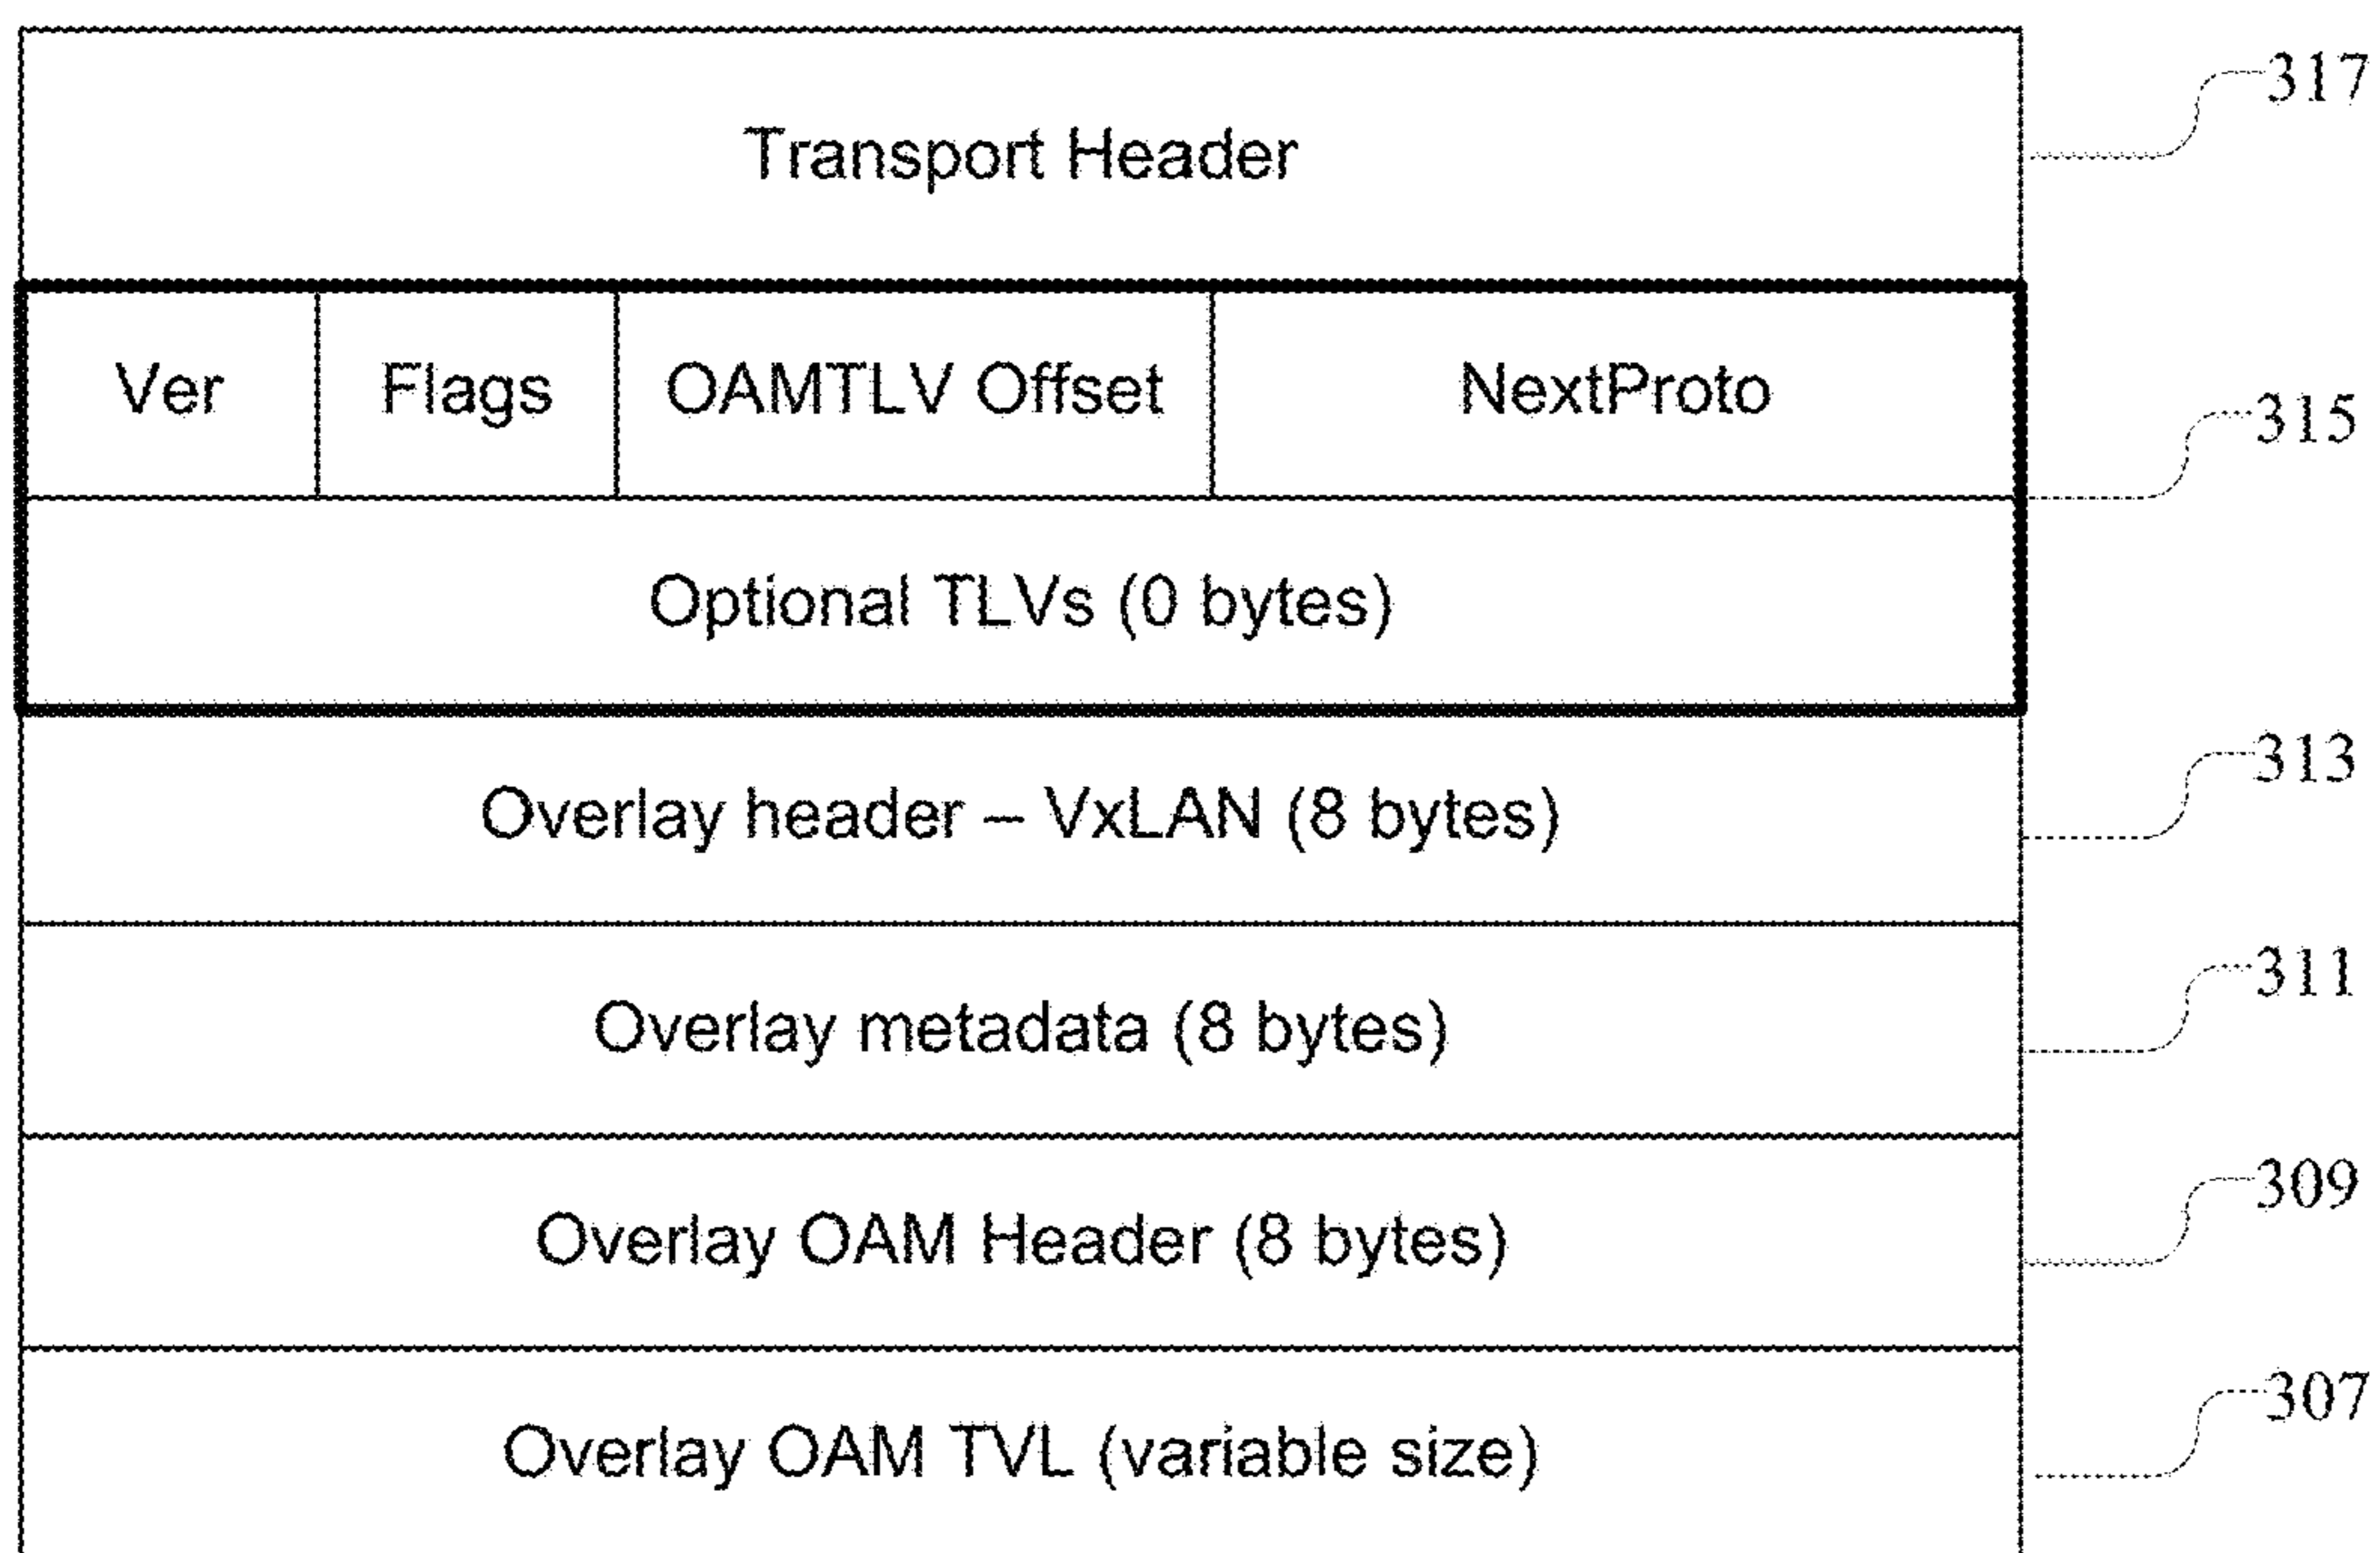 Transport Header
317
Ver Flags OAMTLV Offset NextProto
315
Optional TLVs (0 bytes)
Overlay header – VxLAN (8 bytes)
313
Overlay metadata (8 bytes)
311
Overlay OAM Header (8 bytes)
309
Overlay OAM TVL (variable size)
307